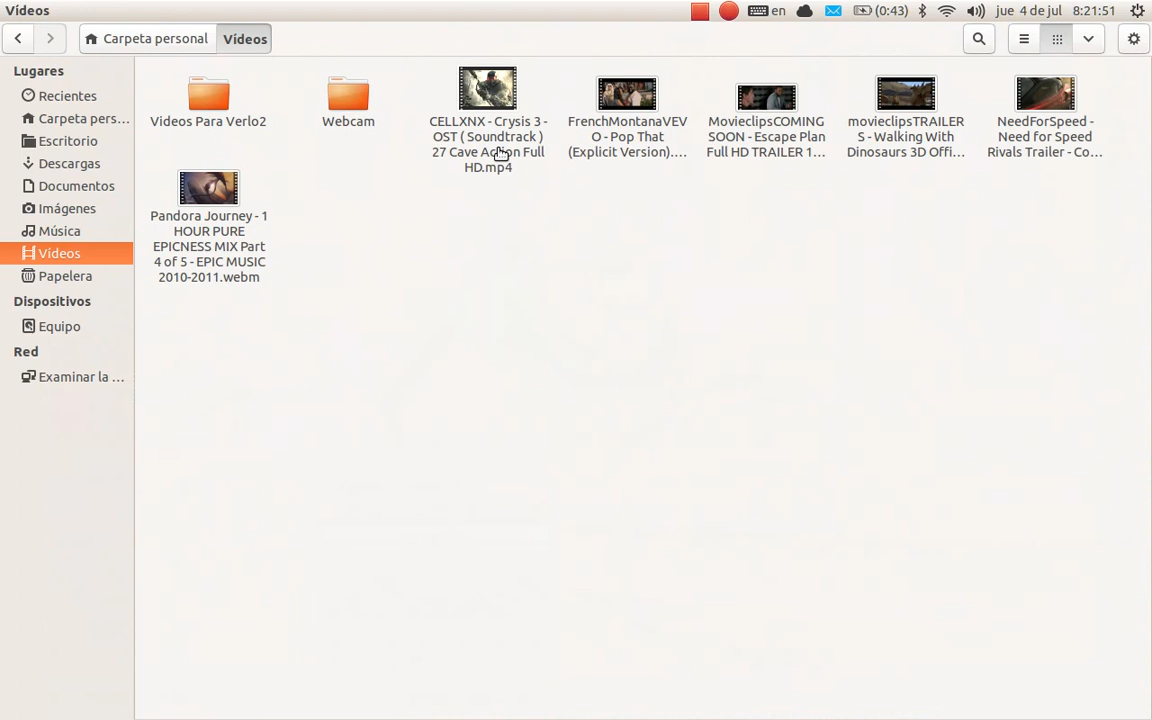 Vídeos
en
(0:43)
jue 4 de jul
8:21:51
Carpeta personal
Vídeos
Lugares
Recientes
Carpeta pers...
Escritorio
Descargas
Documentos
Imágenes
Música
Vídeos
Papelera
Dispositivos
Equipo
Red
Examinar la ...
Videos Para Verlo2
Webcam
CELLXNX - Crysis 3 -
OST ( Soundtrack )
27 Cave Action Full
HD.mp4
FrenchMontanaVEV
O - Pop That
(Explicit Version)....
MovieclipsCOMING
SOON - Escape Plan
Full HD TRAILER 1...
movieclipsTRAILER
S - Walking With
Dinosaurs 3D Offi...
NeedForSpeed -
Need for Speed
Rivals Trailer - Co...
Pandora Journey - 1
HOUR PURE
EPICNESS MIX Part
4 of 5 - EPIC MUSIC
2010-2011.webm